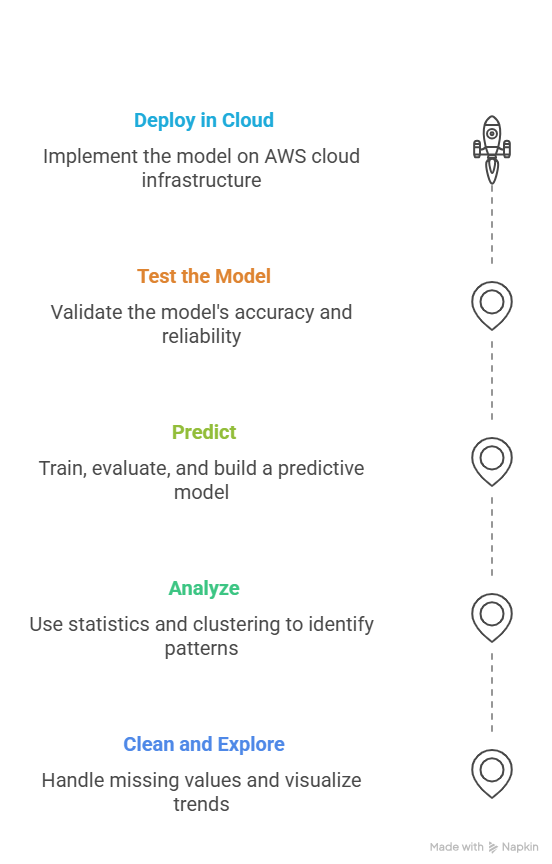 Deploy in Cloud
Implement the model on AWS cloud
infrastructure
Test the Model
Validate the model's accuracy and
reliability
Predict
Train, evaluate, and build a predictive
model
Analyze
Use statistics and clustering to identify
patterns
Clean and Explore
Handle missing values and visualize
trends
Made with Napkin